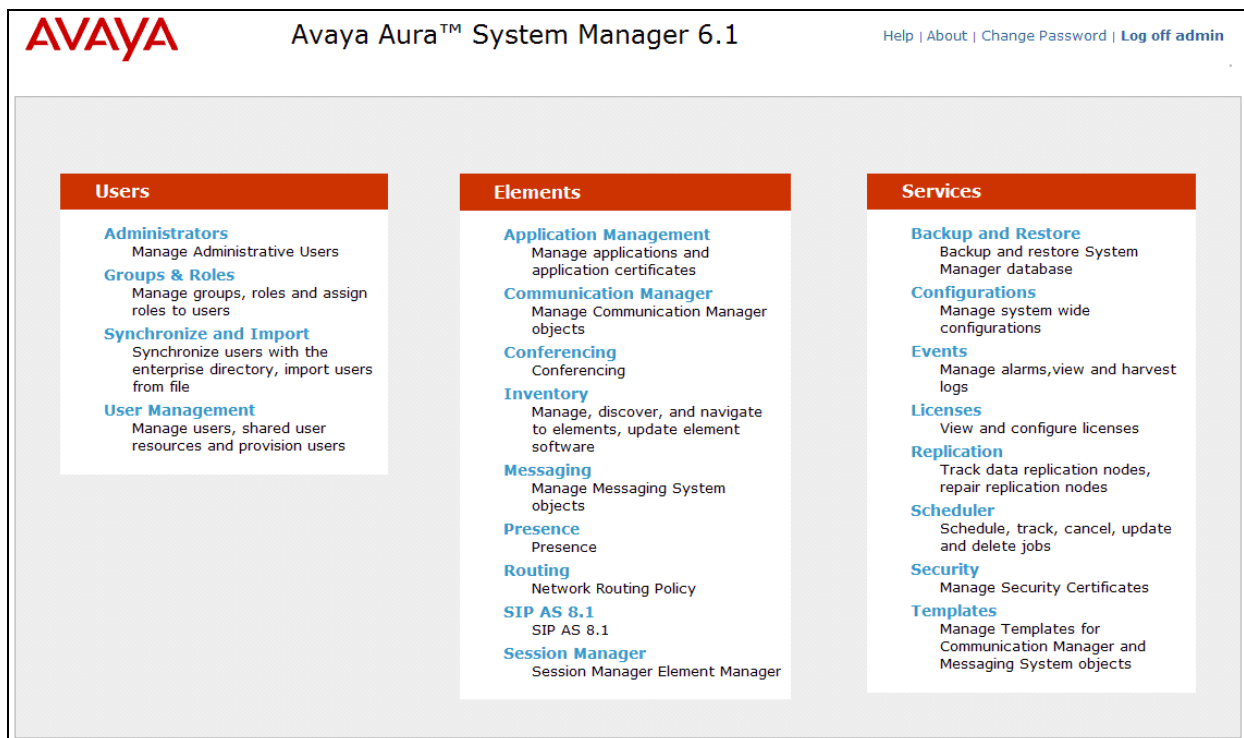 AVAYA
Avaya Aura™ System Manager 6.1
Help | About | Change Password | Log off admin
Users
Administrators
Manage Administrative Users
Groups & Roles
Manage groups, roles and assign
roles to users
Synchronize and Import
Synchronize users with the
enterprise directory, import users
from file
User Management
Manage users, shared user
resources and provision users
Elements
Application Management
Manage applications and
application certificates
Communication Manager
Manage Communication Manager
objects
Conferencing
Conferencing
Inventory
Manage, discover, and navigate
to elements, update element
software
Messaging
Manage Messaging System
objects
Presence
Presence
Routing
Network Routing Policy
SIP AS 8.1
SIP AS 8.1
Session Manager
Session Manager Element Manager
Services
Backup and Restore
Backup and restore System
Manager database
Configurations
Manage system wide
configurations
Events
Manage alarms,view and harvest
logs
Licenses
View and configure licenses
Replication
Track data replication nodes,
repair replication nodes
Scheduler
Schedule, track, cancel, update
and delete jobs
Security
Manage Security Certificates
Templates
Manage Templates for
Communication Manager and
Messaging System objects